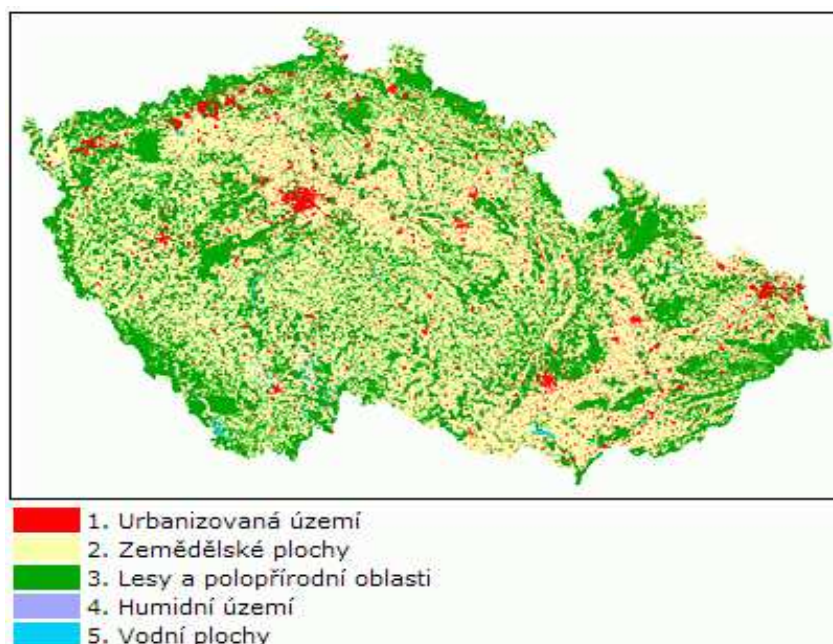 1. Urbanizovaná území
2. Zemědělské plochy
3. Lesy a polopřírodní oblasti
4. Humidní území
5. Vodní plochy